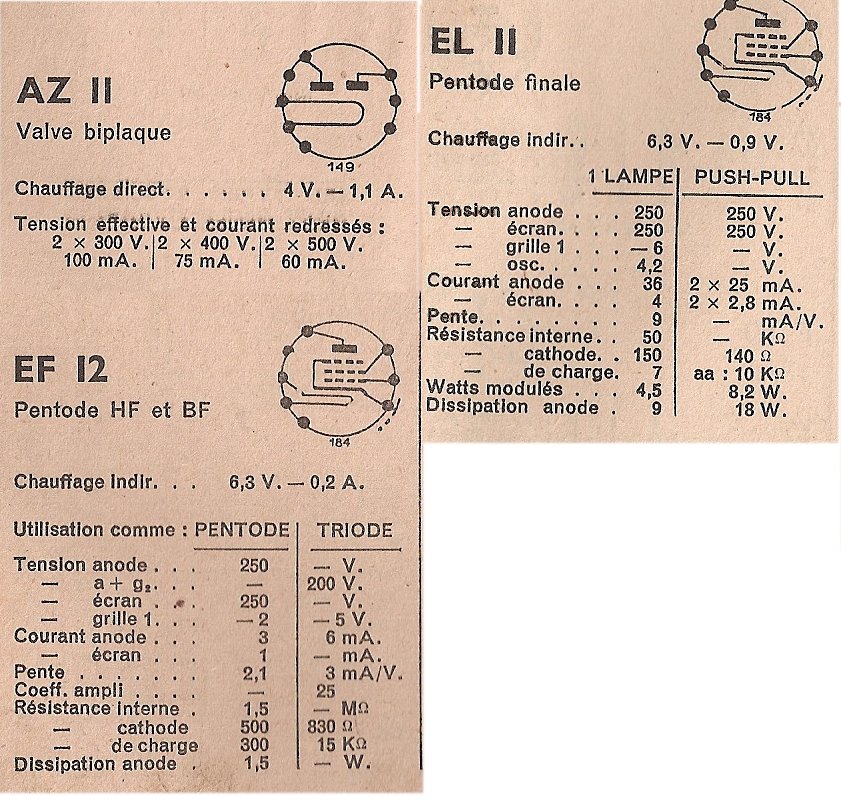 AZ 11
Valve biplaque
149
Chauffage direct. . . . . . 4 V. — 1,1 A.
Tension effective et courant redressés :
2 × 300 V. | 2 × 400 V. | 2 × 500 V.
100 mA. | 75 mA. | 60 mA.
EF 12
Pentode HF et BF
184
Chauffage Indir. . . 6,3 V. — 0,2 A.
Utilisation comme : PENTODE | TRIODE
Tension anode . . . 250 — V.
— a + g₂. . . — 200 V.
— écran . . . 250 — V.
— grille 1. . . — 2 — 5 V.
Courant anode . . . 3 6 mA.
— écran . . . 1 — mA.
Pente . . . . . . . 2,1 3 mA/V.
Coeff. ampli . . . . . — 25
Résistance Interne . 1,5 — MΩ
— cathode 500 830 Ω
— de charge 300 15 KΩ
Dissipation anode . 1,5 — W.
EL 11
Pentode finale
184
Chauffage indir. . 6,3 V. — 0,9 V.
1 LAMPE | PUSH-PULL
Tension anode . . . 250 250 V.
— écran. . . . 250 250 V.
— grille 1 . . . — 6 — V.
— osc. . . . . 4,2 — V.
Courant anode . . . 36 2 × 25 mA.
— écran. . . . 4 2 × 2,8 mA.
Pente. . . . . . . . 9 — mA/V.
Résistance interne. . 50 — KΩ
— cathode. . 150 140 Ω
— de charge. 7 aa : 10 KΩ
Watts modulés . . . 4,5 8,2 W.
Dissipation anode . 9 18 W.